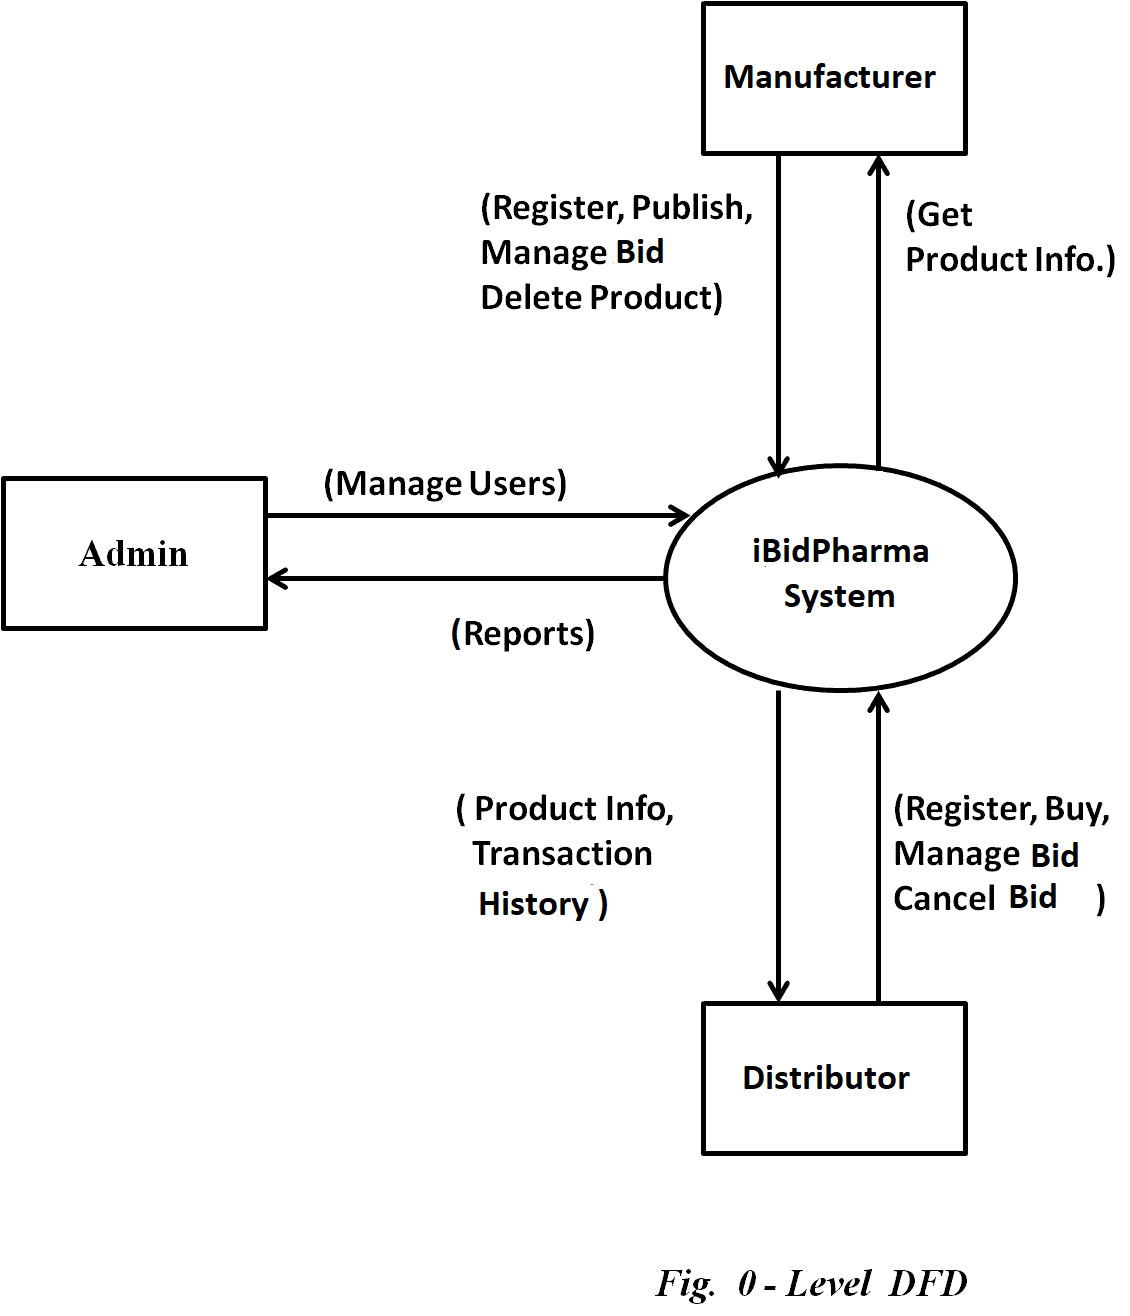 Manufacturer
(Register, Publish,
Manage Bid
Delete Product)
(Get
Product Info.)
(Manage Users)
Admin
iBidPharma
System
(Reports)
( Product Info,
Transaction
History )
(Register, Buy,
Manage Bid
Cancel Bid )
Distributor
Fig. 0 - Level DFD